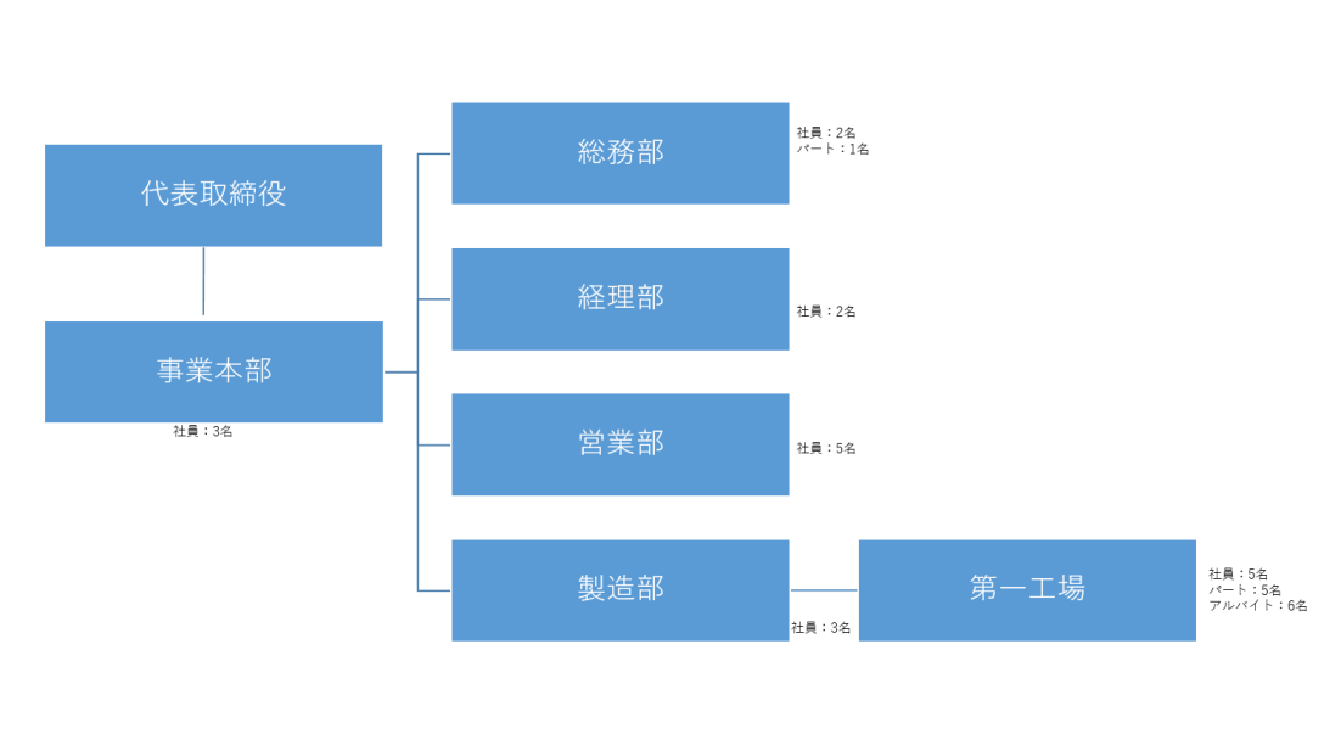 代表取締役
事業本部
社員：3名
総務部
社員：2名
パート：1名
経理部
社員：2名
営業部
社員：5名
製造部
社員：3名
第一工場
社員：5名
パート：5名
アルバイト：6名